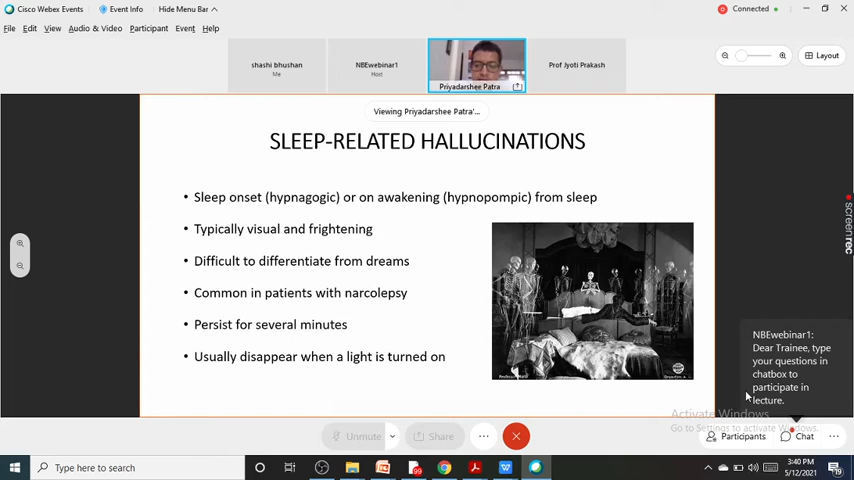 Cisco Webex Events
Event Info
Hide Menu Bar
Connected
File Edit View Audio & Video Participant Event Help
shashi bhushan
Me
NBEwebinar1
Host
Priyadarshee Patra
Prof Jyoti Prakash
Layout
Viewing Priyadarshee Patra'...
SLEEP-RELATED HALLUCINATIONS
• Sleep onset (hypnagogic) or on awakening (hypnopompic) from sleep
• Typically visual and frightening
• Difficult to differentiate from dreams
• Common in patients with narcolepsy
• Persist for several minutes
• Usually disappear when a light is turned on
screenrec
NBEwebinar1:
Dear Trainee, type
your questions in
chatbox to
participate in
lecture.
Activate Windows
Go to Settings to activate Windows.
Unmute
Share
Participants
Chat
Type here to search
99
3:40 PM
5/12/2021
19